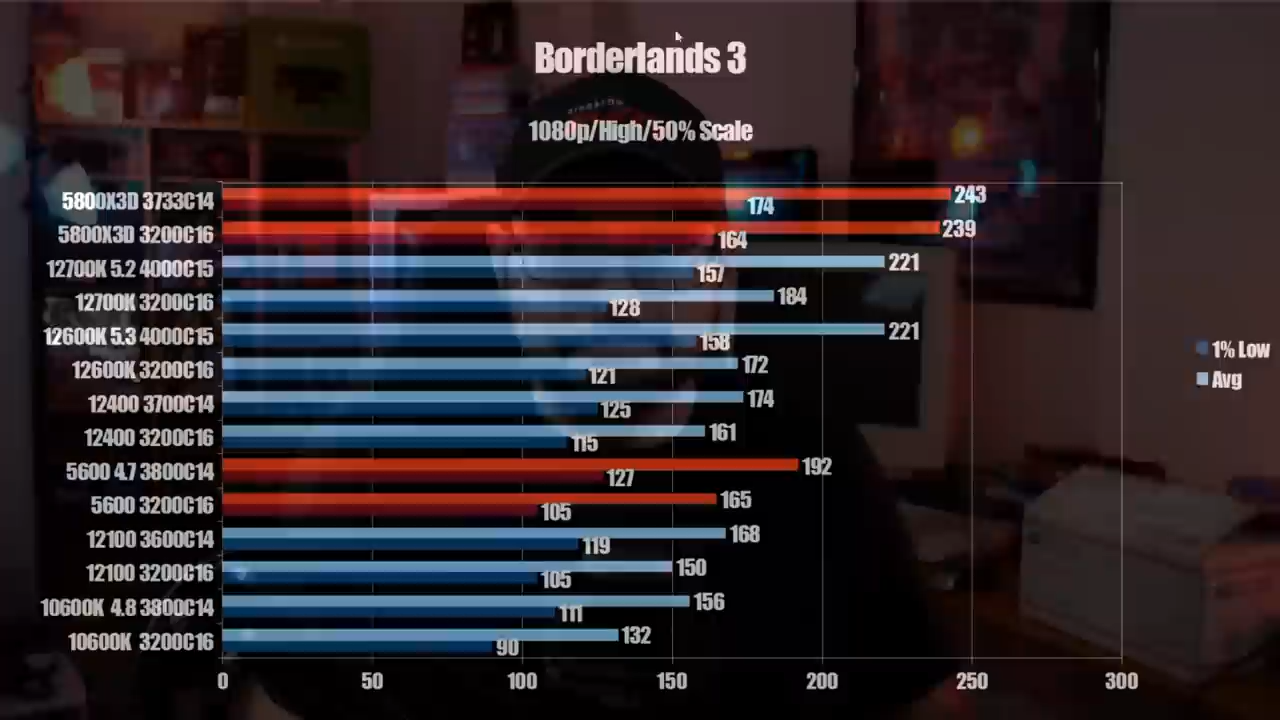 Borderlands 3
1080p/High/50% Scale
5800X3D 3733C14 243 174
5800X3D 3200C16 239 164
12700K 5.2 4000C15 221 157
12700K 3200C16 184 128
12600K 5.3 4000C15 221 158
12600K 3200C16 172 121
12400 3700C14 174 125
12400 3200C16 161 115
5600 4.7 3800C14 192 127
5600 3200C16 165 105
12100 3600C14 168 119
12100 3200C16 150 105
10600K 4.8 3800C14 156 111
10600K 3200C16 132 90
0 50 100 150 200 250 300
1% Low
Avg